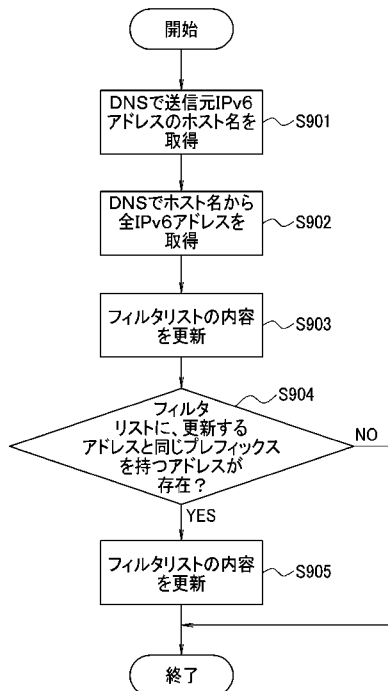 開始
DNSで送信元IPv6
アドレスのホスト名を
取得
S901
DNSでホスト名から
全IPv6アドレスを
取得
S902
フィルタリストの内容
を更新
S903
S904
フィルタ
リストに、更新する
アドレスと同じプレフィックス
を持つアドレスが
存在？
NO
YES
フィルタリストの内容
を更新
S905
終了